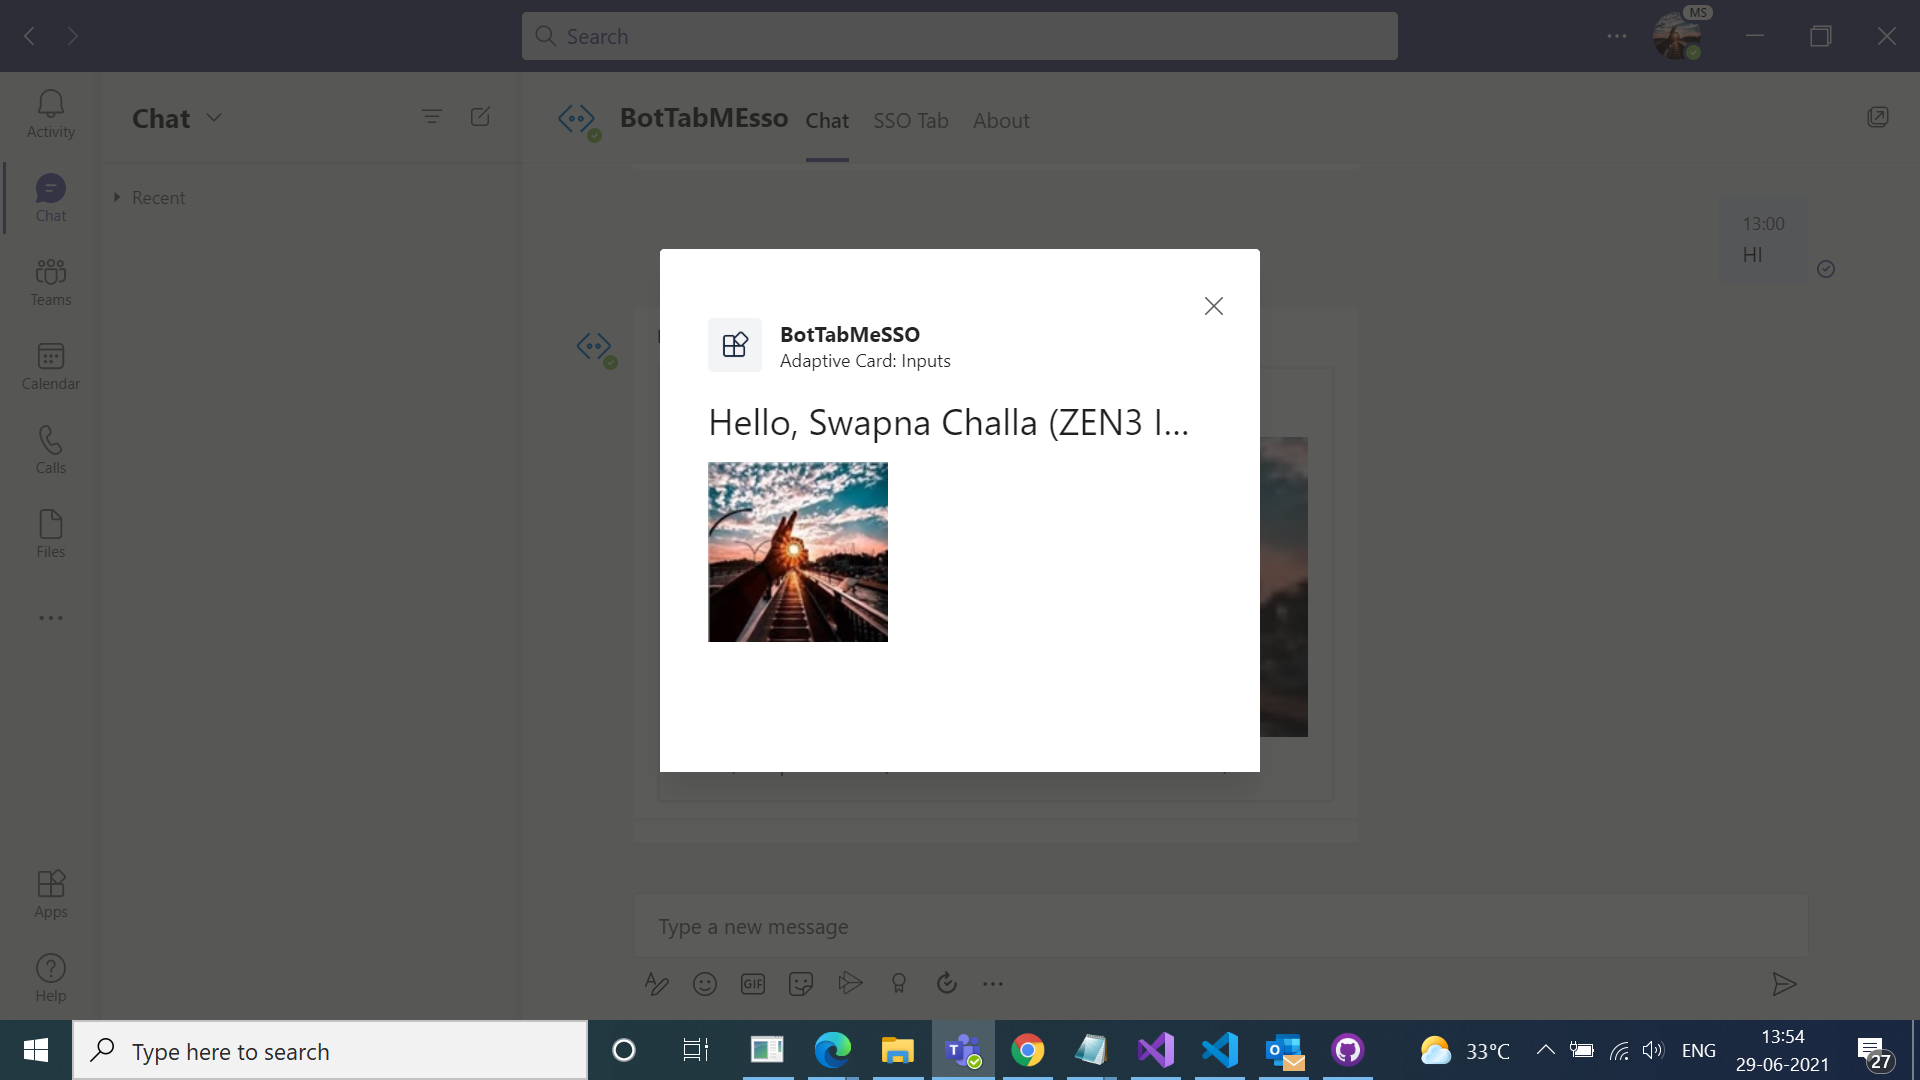 Search
MS
Activity
Chat
Teams
Calendar
Calls
Files
Apps
Help
Chat
Recent
BotTabMEsso
Chat
SSO Tab
About
13:00
HI
BotTabMeSSO
Adaptive Card: Inputs
Hello, Swapna Challa (ZEN3 I...
Type a new message
GIF
Type here to search
33°C
ENG
13:54
29-06-2021
27